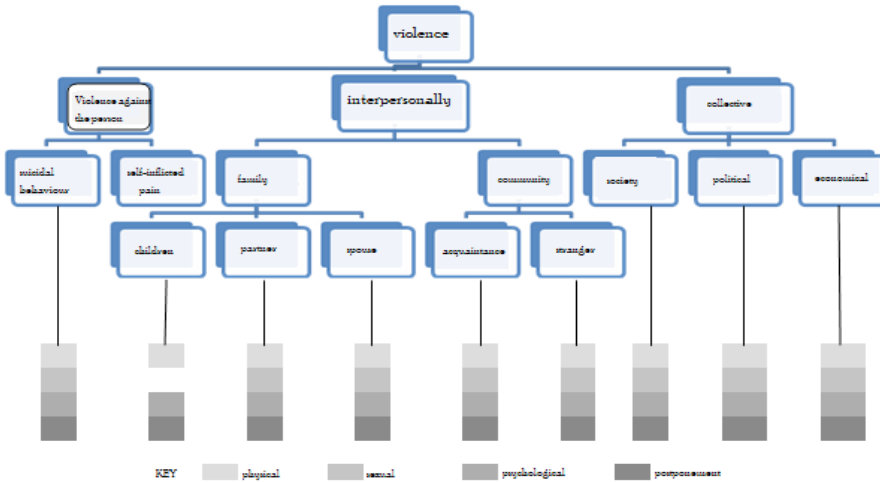 violence
Violence against
the person
interpersonally
collective
suicidal
behaviour
self-inflicted
pain
family
community
society
political
economical
children
partner
spouse
acquaintance
stranger
KEY
physical
sexual
psychological
postponement